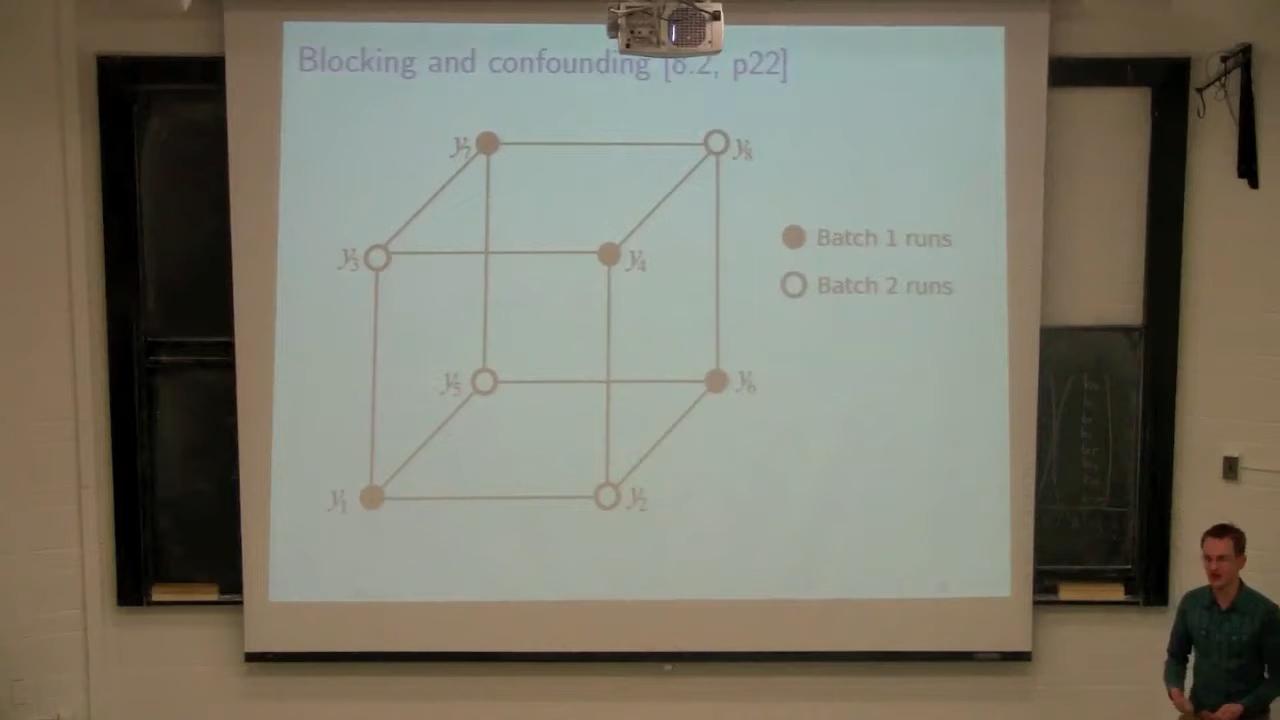 Blocking and confounding [8.2, p22]
y7
y8
y3
y4
Batch 1 runs
Batch 2 runs
y5
y6
y1
y2